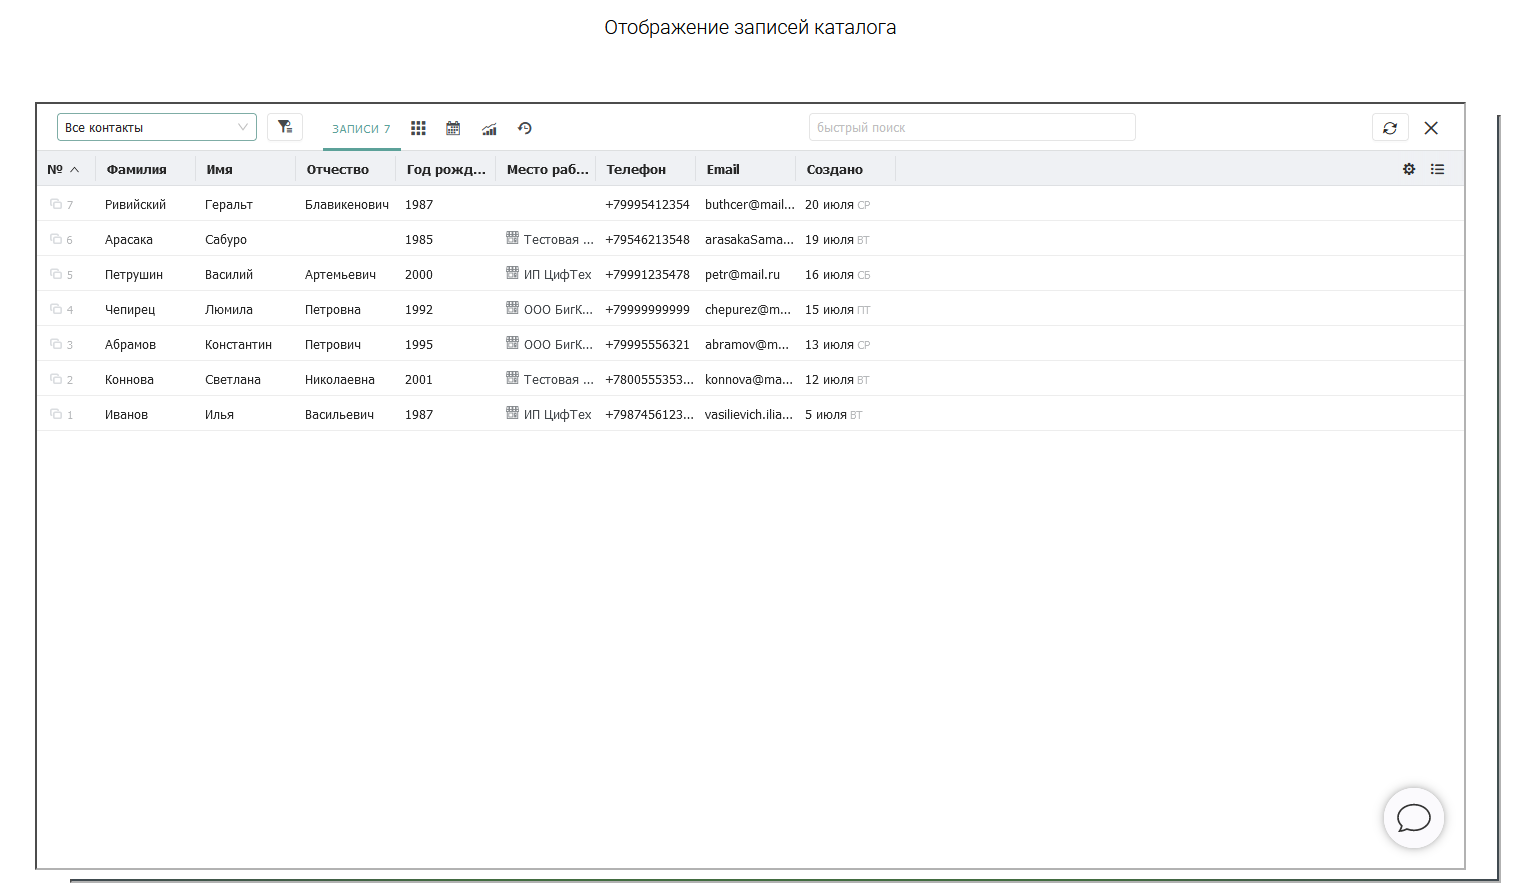 Отображение записей каталога
Все контакты ЗАПИСИ 7 быстрый поиск
№ Фамилия Имя Отчество Год рожд... Место раб... Телефон Email Создано
7 Ривийский Геральт Блавикенович 1987 +79995412354 buthcer@mail... 20 июля СР
6 Арасака Сабуро 1985 Тестовая ... +79546213548 arasakaSama... 19 июля ВТ
5 Петрушин Василий Артемьевич 2000 ИП ЦифТех +79991235478 petr@mail.ru 16 июля СБ
4 Чепирец Люмила Петровна 1992 ООО БигК... +79999999999 chepurez@m... 15 июля ПТ
3 Абрамов Константин Петрович 1995 ООО БигК... +79995556321 abramov@m... 13 июля СР
2 Коннова Светлана Николаевна 2001 Тестовая ... +7800555353... konnova@ma... 12 июля ВТ
1 Иванов Илья Васильевич 1987 ИП ЦифТех +7987456123... vasilievich.ilia... 5 июля ВТ